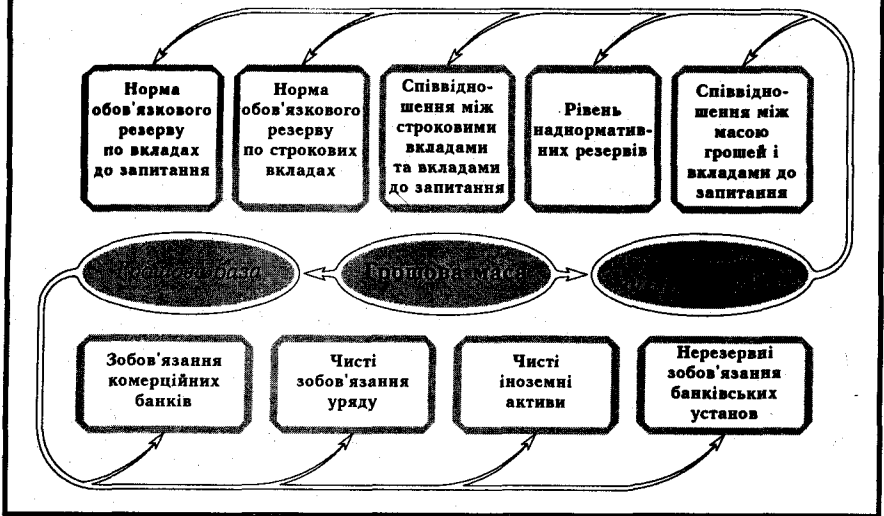 Норма
обов'язкового
резерву
по вкладах
до запитання
Норма
обов'язкового
резерву
по строкових
вкладах
Співвідно-
шення між
строковими
вкладами
та вкладами
до запитання
Рівень
наднорматив-
них резервів
Співвідно-
шення між
масою
грошей і
вкладами до
запитання
Грошова база
Грошова маса
Зобов'язання
комерційних
банків
Чисті
зобов'язання
уряду
Чисті
іноземні
активи
Нерезервні
зобов'язання
банківських
установ